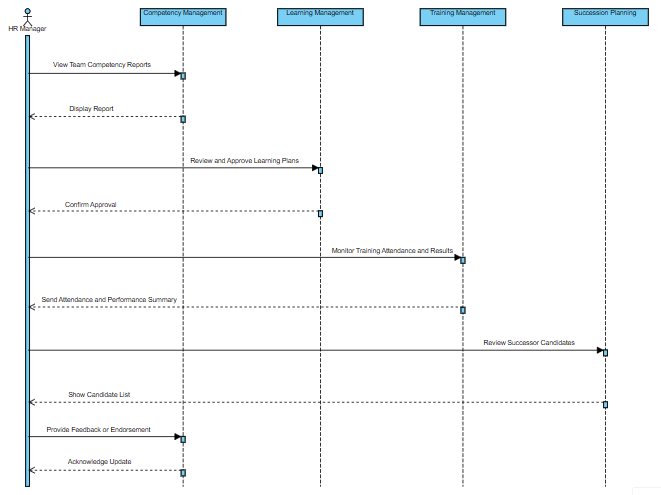 Competency Management
Learning Management
Training Management
Succession Planning
HR Manager
View Team Competency Reports
Display Report
Review and Approve Learning Plans
Confirm Approval
Monitor Training Attendance and Results
Send Attendance and Performance Summary
Review Successor Candidates
Show Candidate List
Provide Feedback or Endorsement
Acknowledge Update